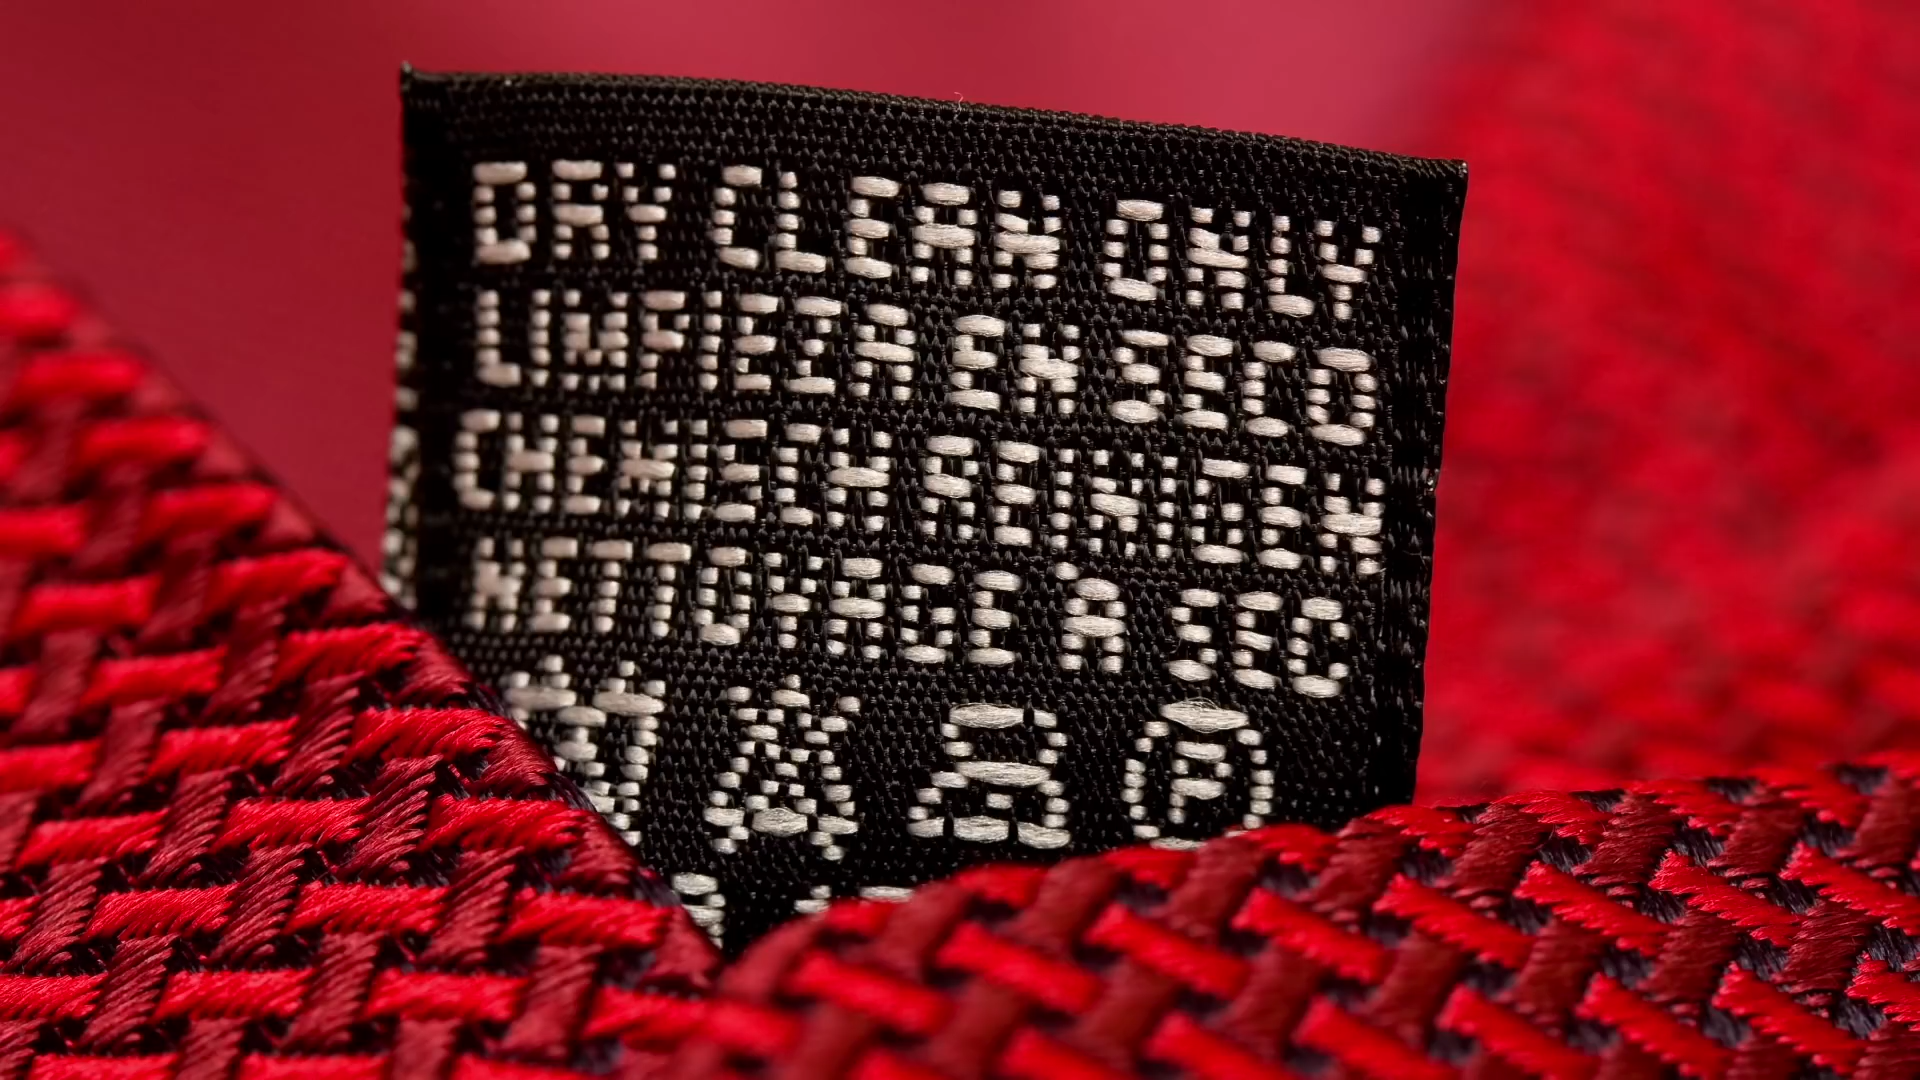 DRY CLEAN ONLY
LIMPIEZA EN SECO
CHEMISCH REINIGEN
NETTOYAGE À SEC
P